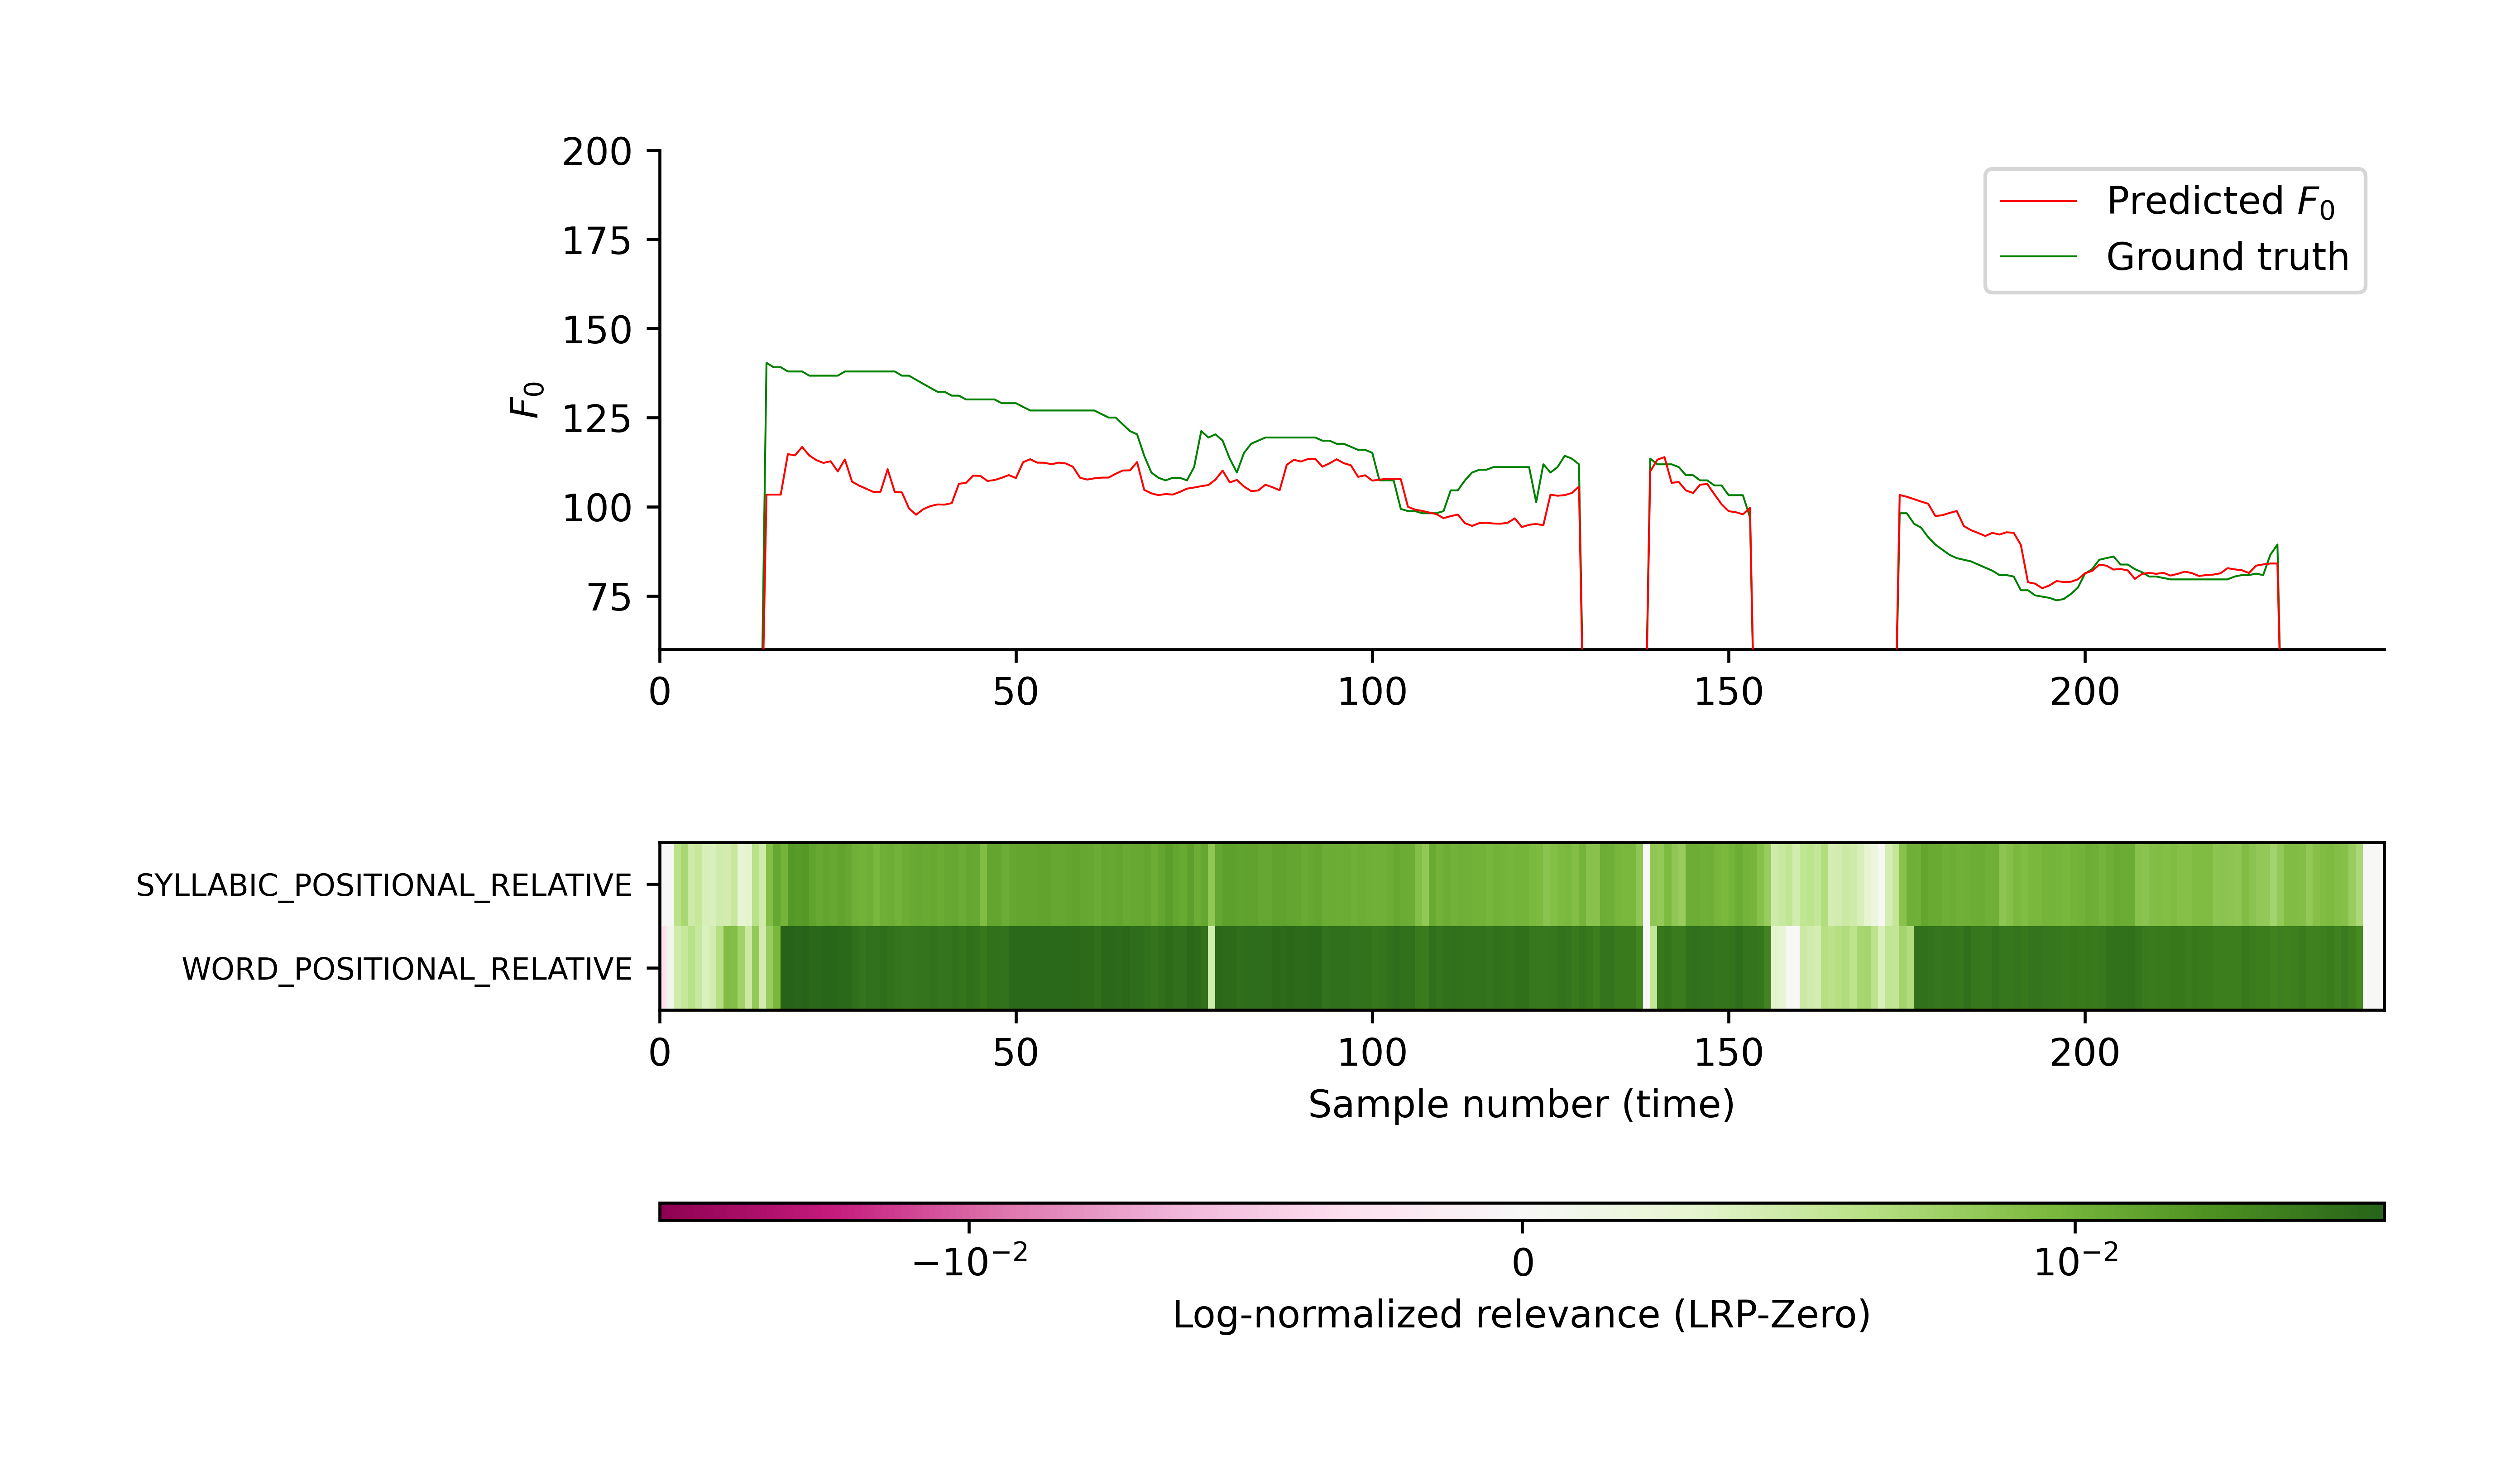 200
175
150
125
100
75
F₀
Predicted F₀
Ground truth
0 50 100 150 200
SYLLABIC_POSITIONAL_RELATIVE
WORD_POSITIONAL_RELATIVE
0 50 100 150 200
Sample number (time)
−10⁻² 0 10⁻²
Log-normalized relevance (LRP-Zero)